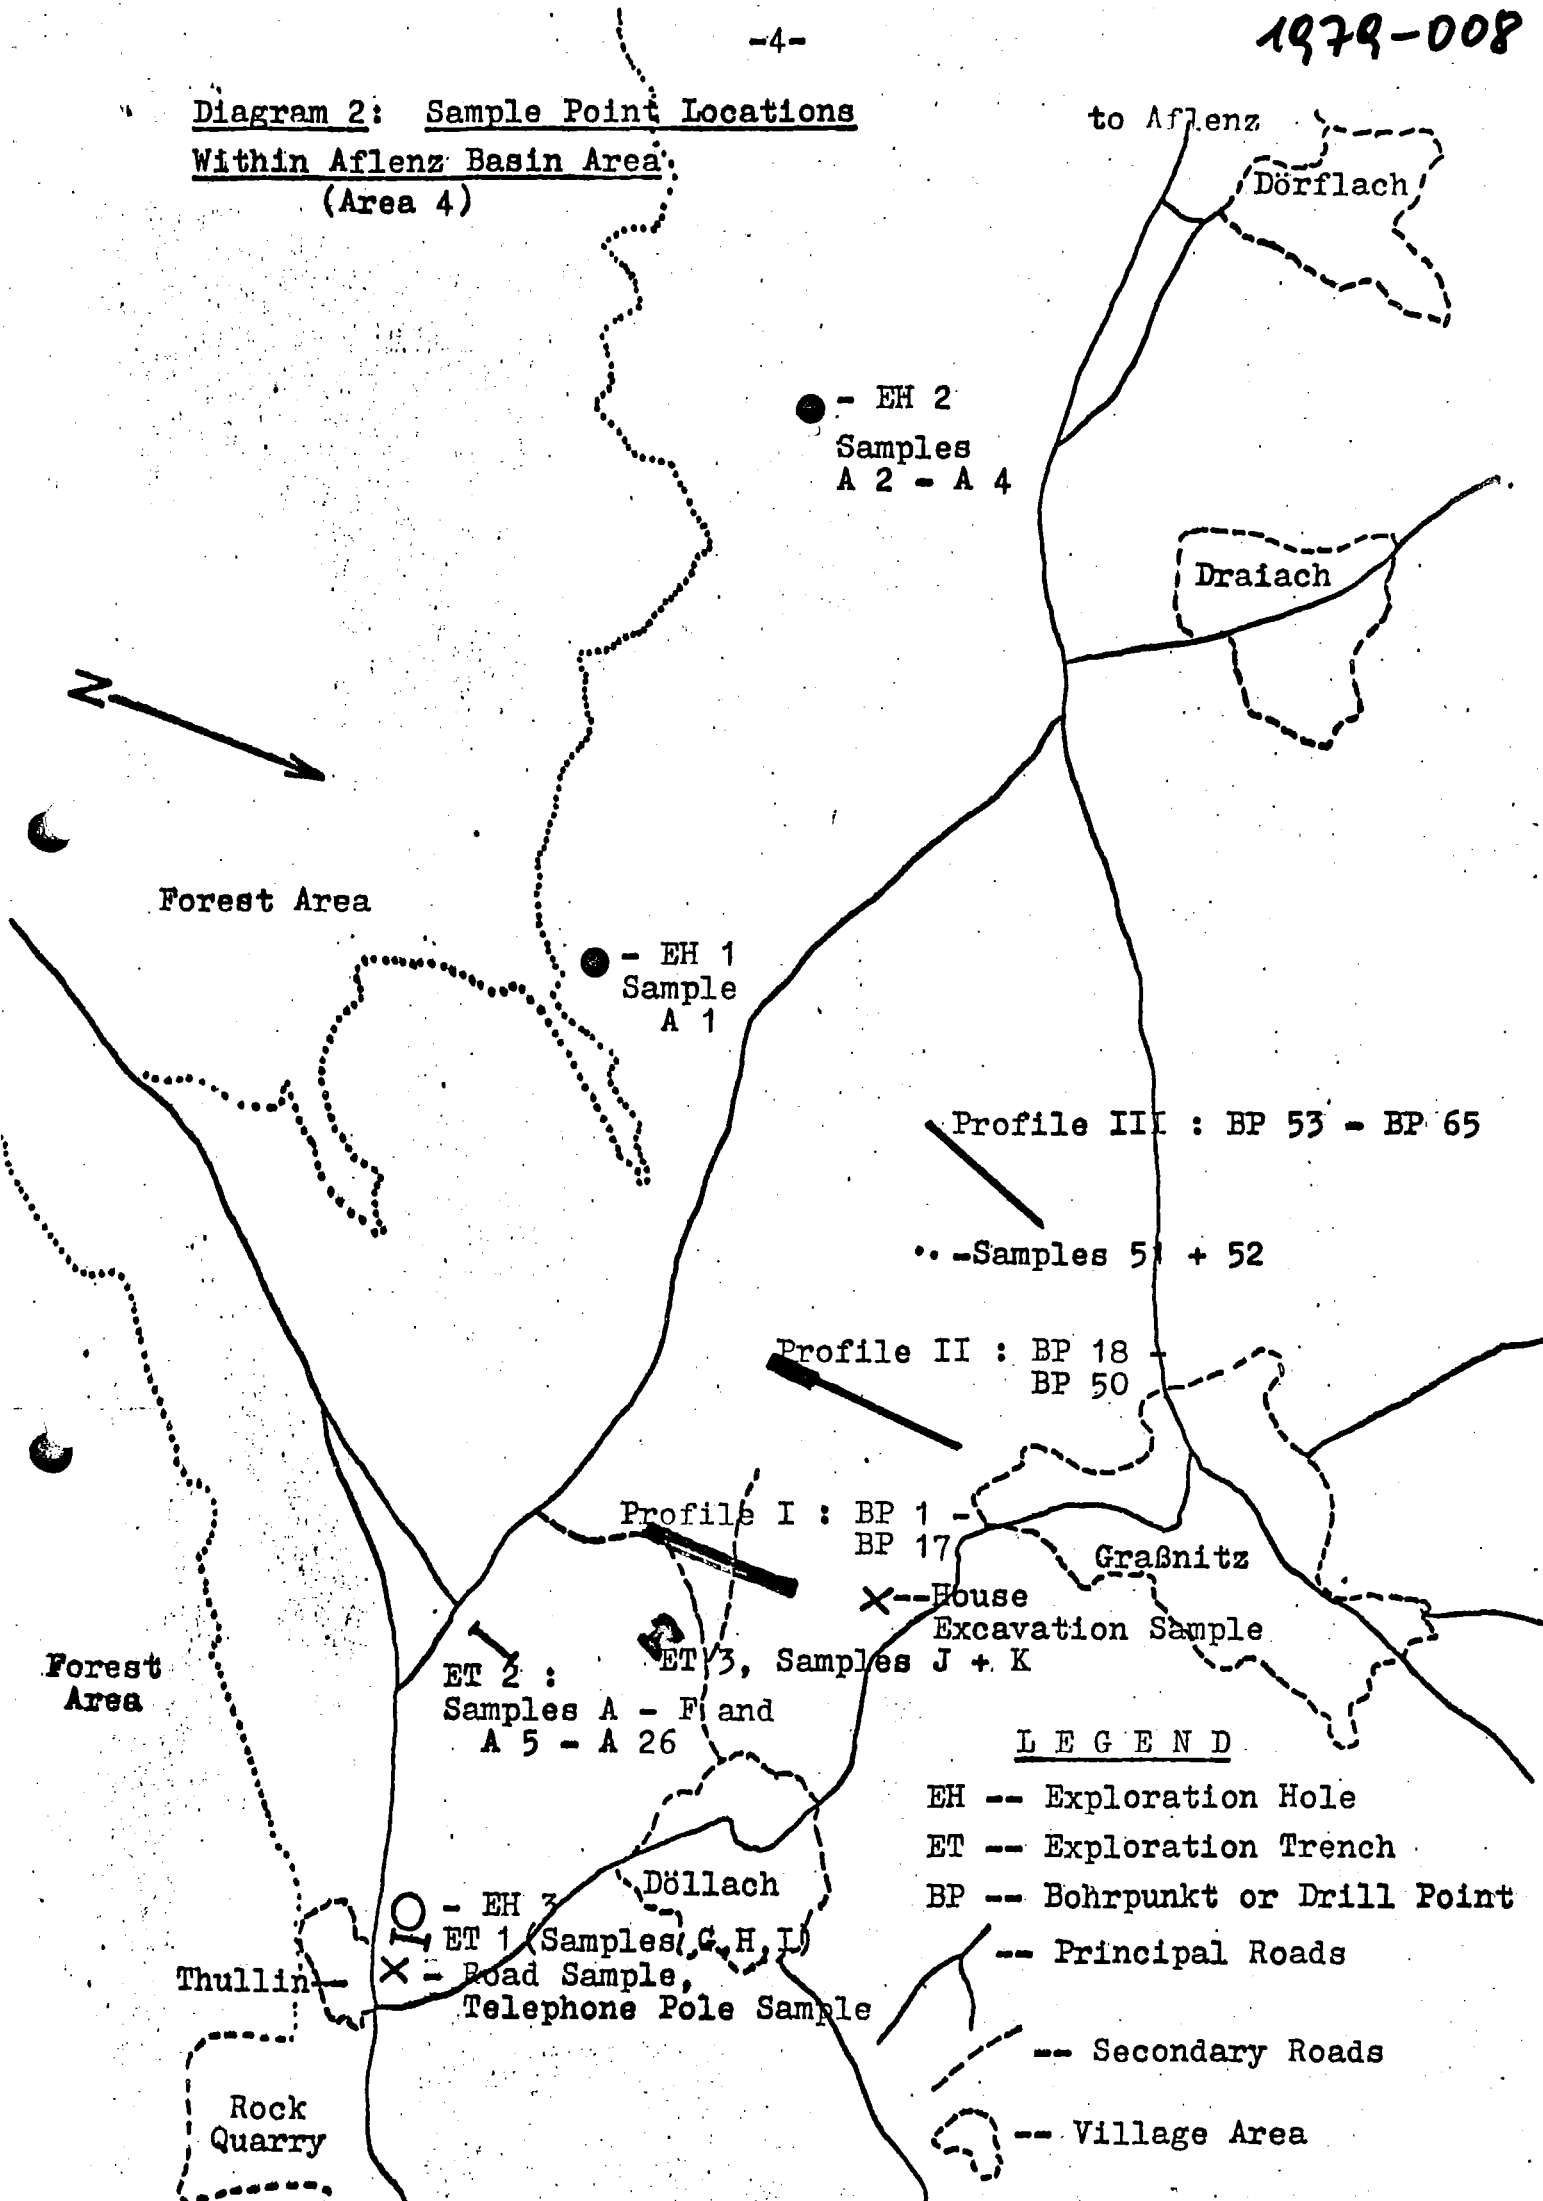 -4-
1979-008
Diagram 2: Sample Point Locations
Within Aflenz Basin Area
(Area 4)
to Aflenz
Dörflach
- EH 2
Samples
A 2 - A 4
Draiach
N
Forest Area
- EH 1
Sample
A 1
Profile III : BP 53 - BP 65
-Samples 51 + 52
Profile II : BP 18 -
BP 50
Profile I : BP 1 -
BP 17
Graßnitz
X--House
Excavation Sample
ET 3, Samples J + K
ET 2 :
Samples A - F and
A 5 - A 26
Forest
Area
LEGEND
EH -- Exploration Hole
ET -- Exploration Trench
BP -- Bohrpunkt or Drill Point
-- Principal Roads
-- Secondary Roads
-- Village Area
Döllach
- EH 3
ET 1 (Samples G, H, I)
Thullin-
X - Road Sample,
Telephone Pole Sample
Rock
Quarry